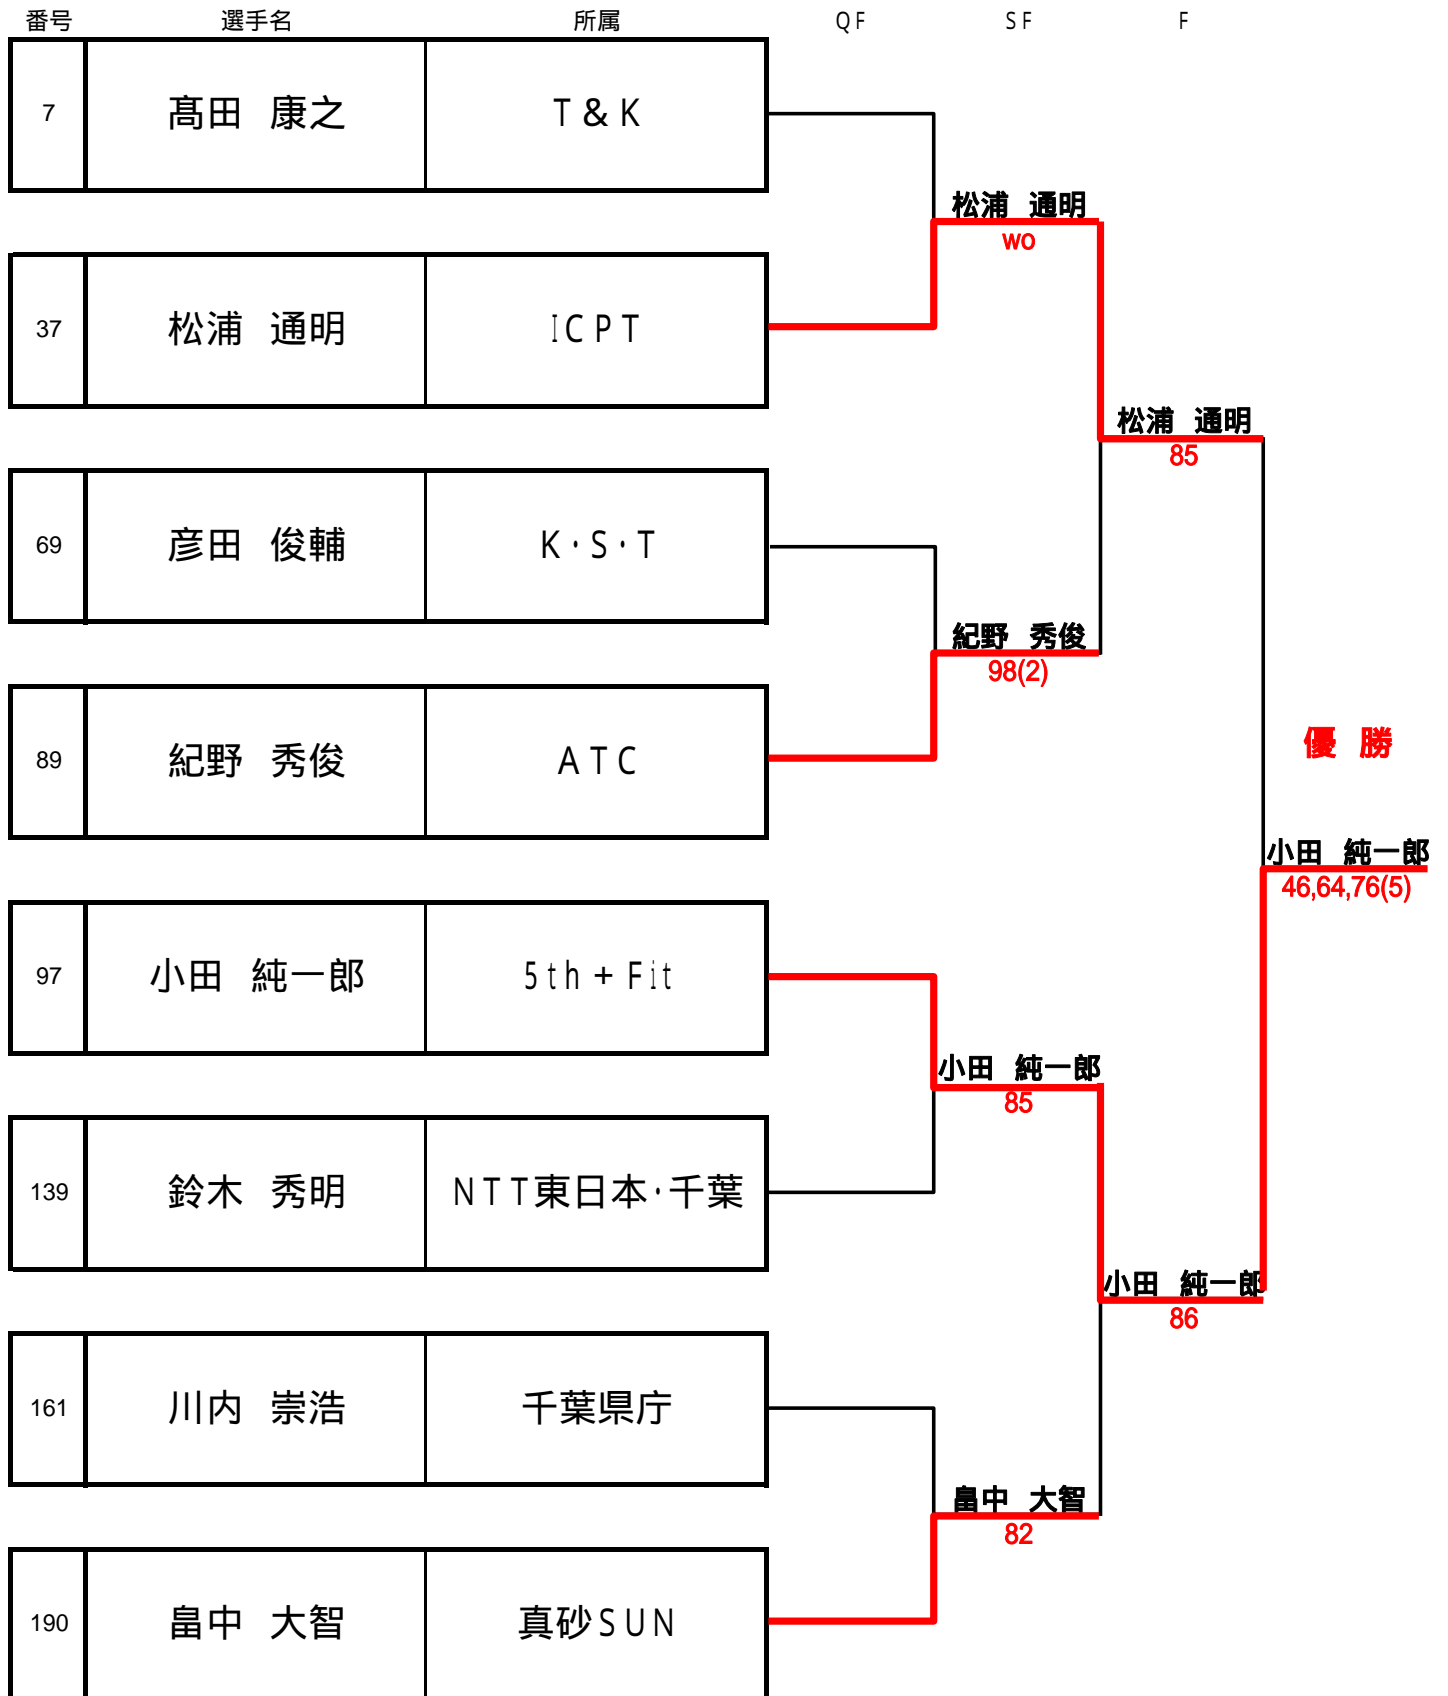 番号 選手名 所属 QF SF F
7 髙田 康之 T&K
松浦 通明
wo
37 松浦 通明 ICPT
松浦 通明
85
69 彦田 俊輔 K・S・T
紀野 秀俊
98(2)
89 紀野 秀俊 ATC
優 勝
小田 純一郎
46,64,76(5)
97 小田 純一郎 5th+Fit
小田 純一郎
85
139 鈴木 秀明 NTT東日本・千葉
小田 純一郎
86
161 川内 崇浩 千葉県庁
畠中 大智
82
190 畠中 大智 真砂SUN